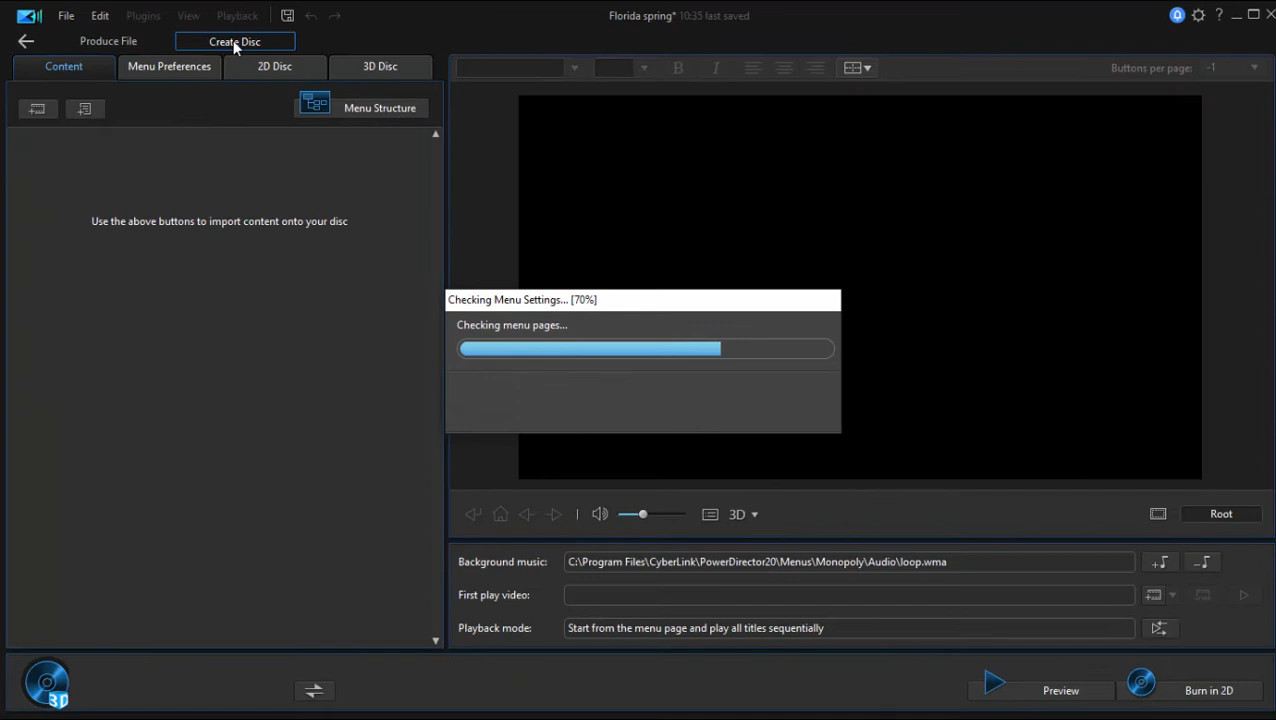 File Edit Plugins View Playback Florida spring* 10:35 last saved ?
Produce File Create Disc
Content Menu Preferences 2D Disc 3D Disc B I Buttons per page: -1
Menu Structure
Use the above buttons to import content onto your disc
Checking Menu Settings... [70%]
Checking menu pages...
3D Root
Background music: C:\Program Files\CyberLink\PowerDirector20\Menus\Monopoly\Audio\loop.wma
First play video:
Playback mode: Start from the menu page and play all titles sequentially
3D Preview Burn in 2D